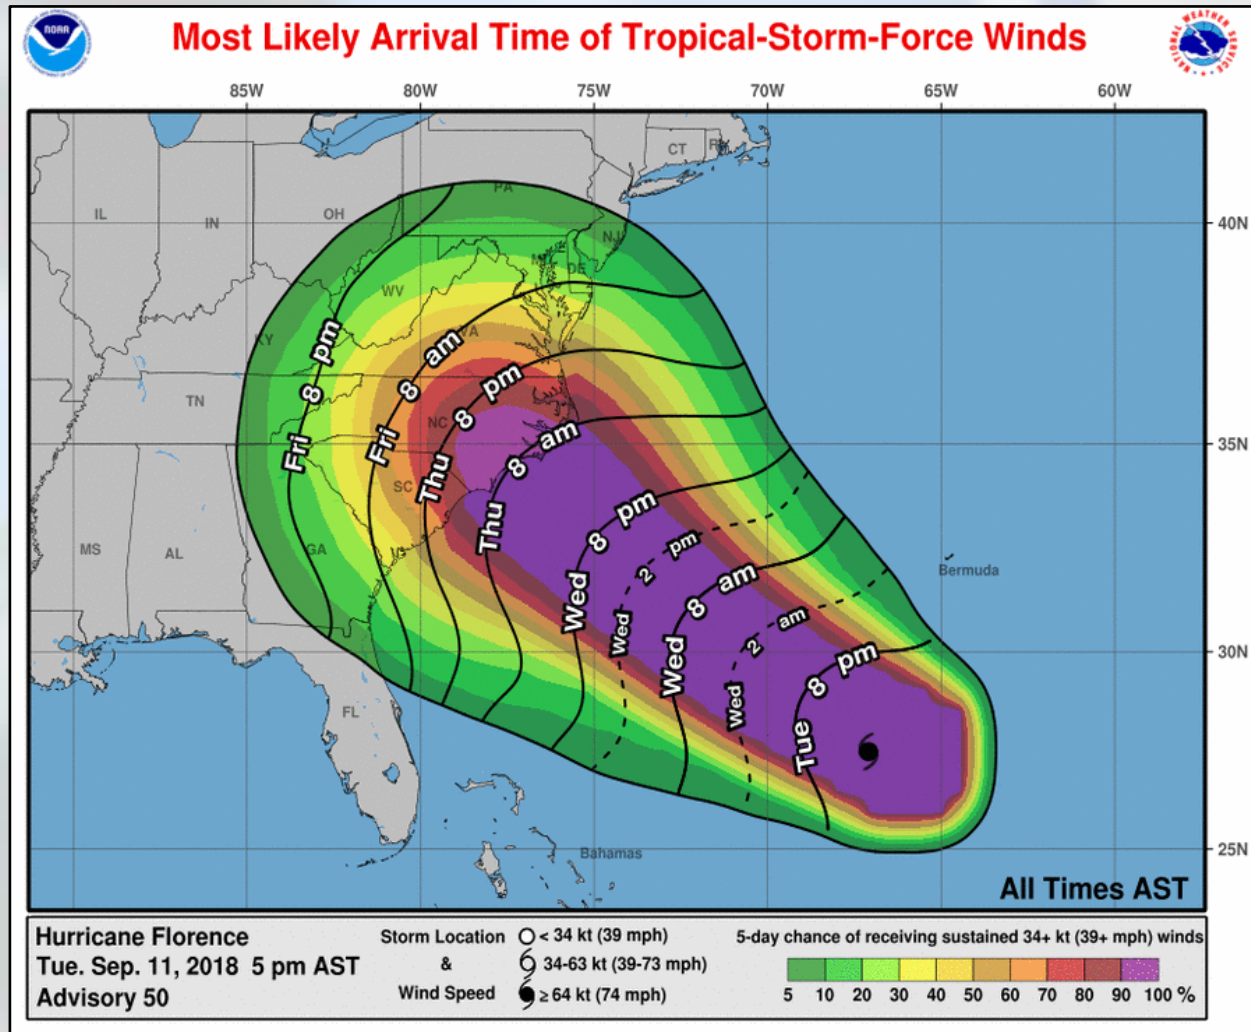 NOAA
Most Likely Arrival Time of Tropical-Storm-Force Winds
NATIONAL WEATHER SERVICE
85W 80W 75W 70W 65W 60W
CT
PA
IL
IN
OH
NJ
40N
DE
WV
KY
VA
TN
NC
35N
SC
MS
AL
GA
Bermuda
30N
FL
Bahamas
25N
Fri 8 pm
Fri 8 am
Thu 8 pm
Thu 8 am
Wed 8 pm
Wed 2 pm
Wed 8 am
Wed 2 am
Tue 8 pm
All Times AST
Hurricane Florence
Tue. Sep. 11, 2018 5 pm AST
Advisory 50
Storm Location
&
Wind Speed
< 34 kt (39 mph)
34-63 kt (39-73 mph)
≥ 64 kt (74 mph)
5-day chance of receiving sustained 34+ kt (39+ mph) winds
5 10 20 30 40 50 60 70 80 90 100 %